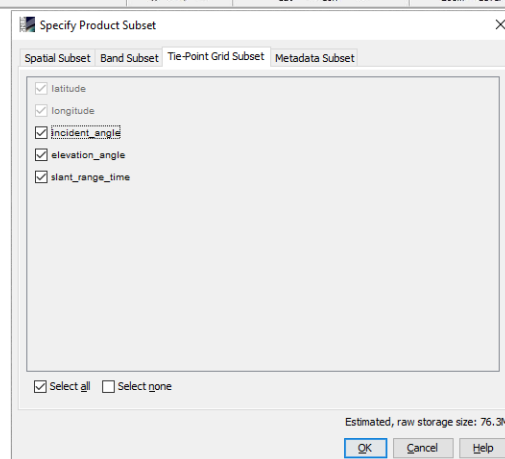 Specify Product Subset
Spatial Subset Band Subset Tie-Point Grid Subset Metadata Subset
latitude
longitude
incident_angle
elevation_angle
slant_range_time
Select all Select none
Estimated, raw storage size: 76.3
OK Cancel Help